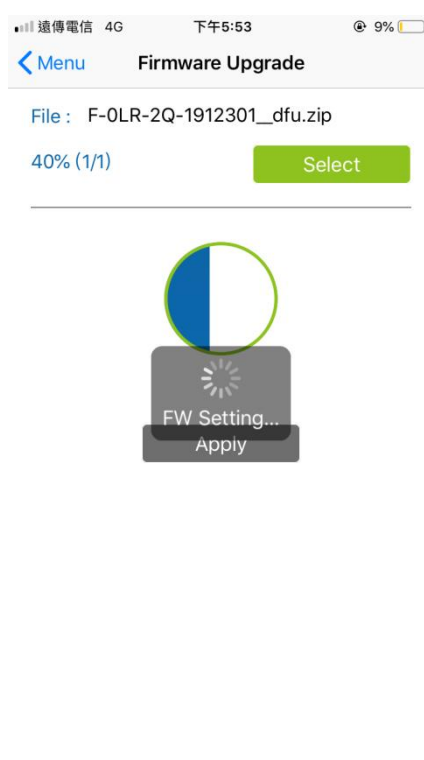 遠傳電信 4G 下午5:53 9%
Menu Firmware Upgrade
File : F-0LR-2Q-1912301__dfu.zip
40% (1/1) Select
FW Setting...
Apply